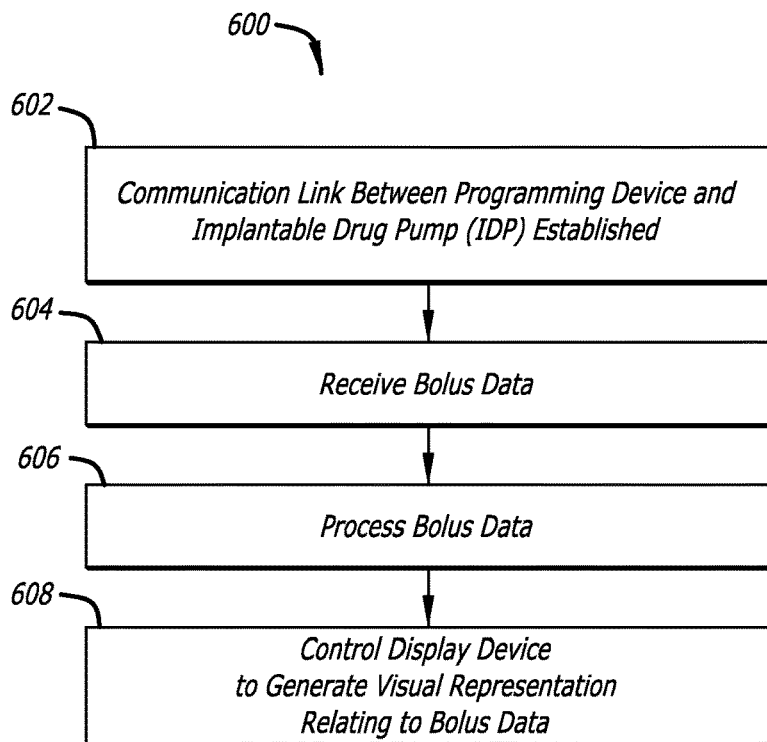 600
602
Communication Link Between Programming Device and
Implantable Drug Pump (IDP) Established
604
Receive Bolus Data
606
Process Bolus Data
608
Control Display Device
to Generate Visual Representation
Relating to Bolus Data